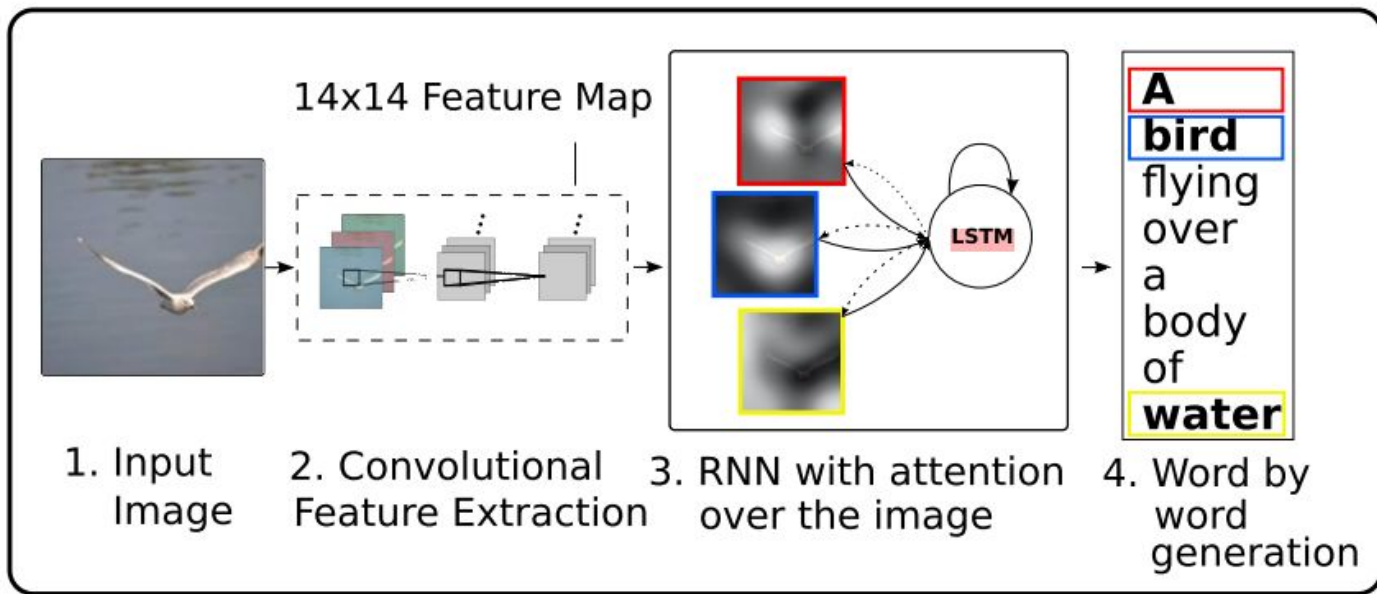 14x14 Feature Map
LSTM
A
bird
flying
over
a
body
of
water
1. Input
Image
2. Convolutional
Feature Extraction
3. RNN with attention
over the image
4. Word by
word
generation